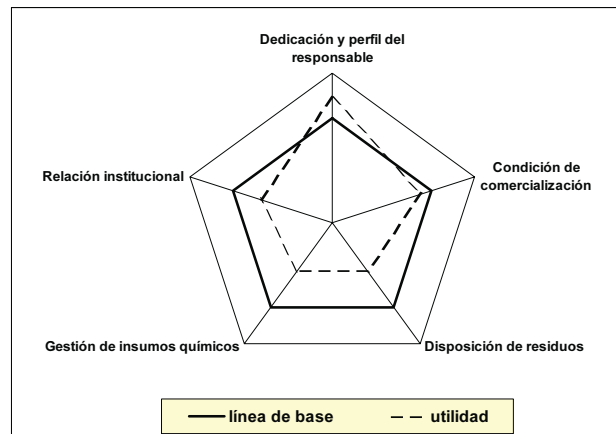 Dedicación y perfil del
responsable
Relación institucional
Condición de
comercialización
Gestión de insumos químicos
Disposición de residuos
línea de base
utilidad